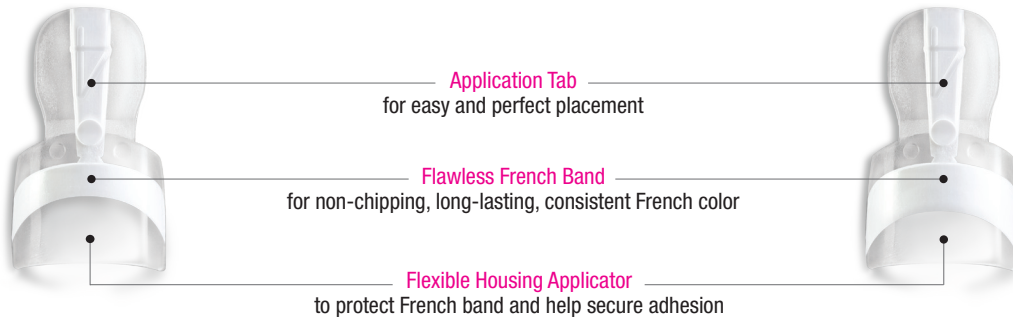 Application Tab
for easy and perfect placement
Flawless French Band
for non-chipping, long-lasting, consistent French color
Flexible Housing Applicator
to protect French band and help secure adhesion